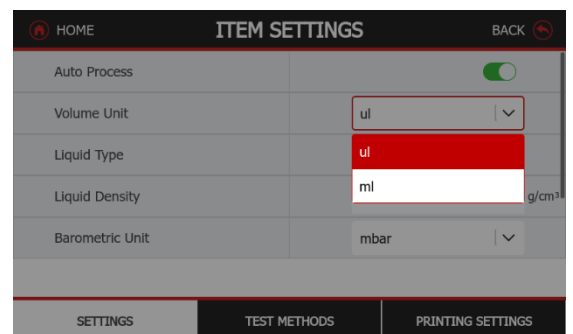 HOME ITEM SETTINGS BACK
Auto Process
Volume Unit ul
Liquid Type ul
ml
Liquid Density g/cm³
Barometric Unit mbar
SETTINGS TEST METHODS PRINTING SETTINGS